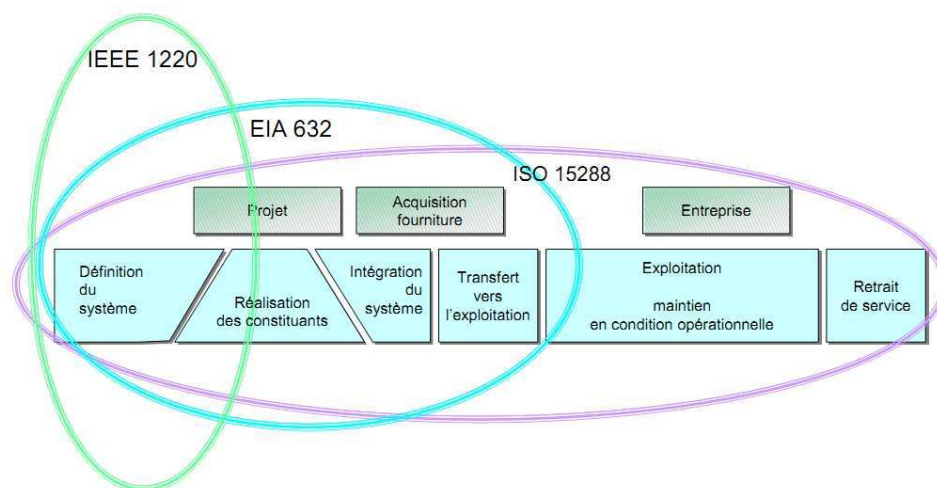 IEEE 1220
EIA 632
ISO 15288
Projet
Acquisition
fourniture
Entreprise
Définition
du
système
Réalisation
des constituants
Intégration
du
système
Transfert
vers
l'exploitation
Exploitation
maintien
en condition opérationnelle
Retrait
de service